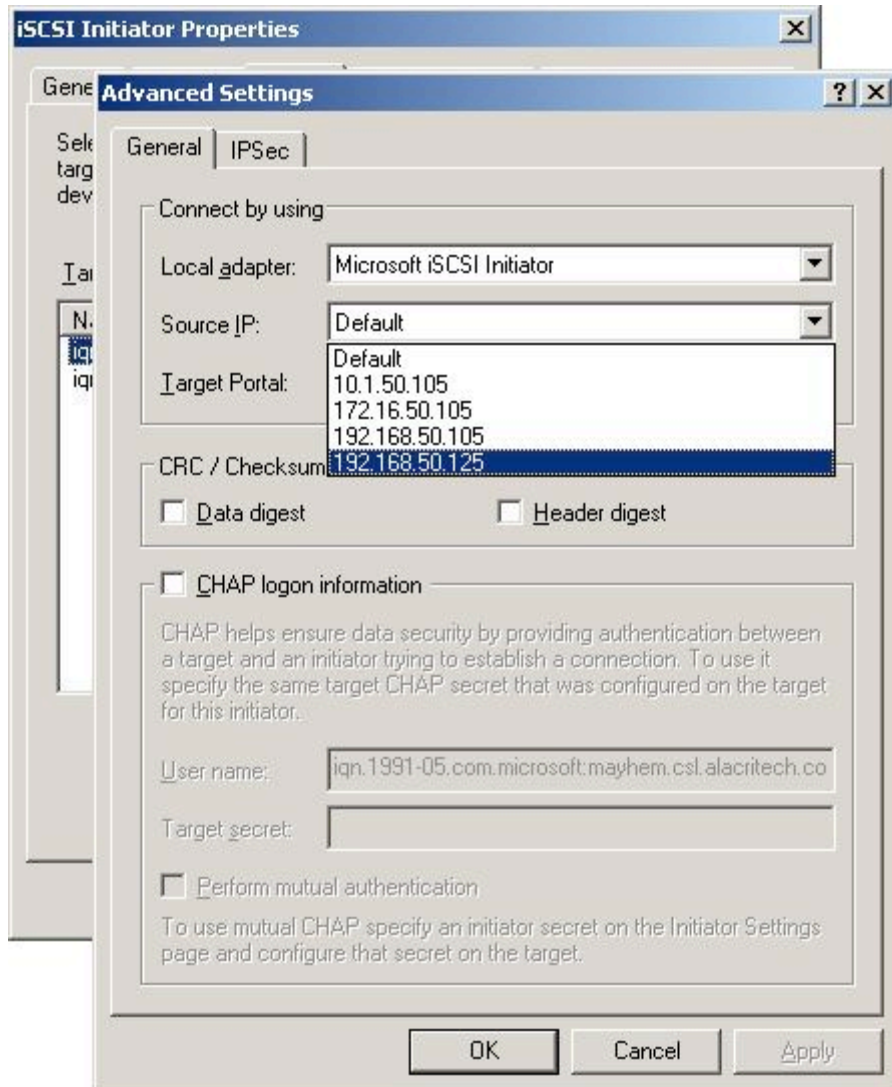 iSCSI Initiator Properties
Gene
Advanced Settings
Sele
targ
dev
General
IPSec
Connect by using
Local adapter:
Microsoft iSCSI Initiator
Source IP:
Default
Default
10.1.50.105
172.16.50.105
192.168.50.105
192.168.50.125
Target Portal:
Tar
N
iq
iqr
CRC / Checksum
Data digest
Header digest
CHAP logon information
CHAP helps ensure data security by providing authentication between
a target and an initiator trying to establish a connection. To use it
specify the same target CHAP secret that was configured on the target
for this initiator.
User name:
iqn.1991-05.com.microsoft:mayhem.csl.alacritech.co
Target secret:
Perform mutual authentication
To use mutual CHAP specify an initiator secret on the Initiator Settings
page and configure that secret on the target.
OK
Cancel
Apply